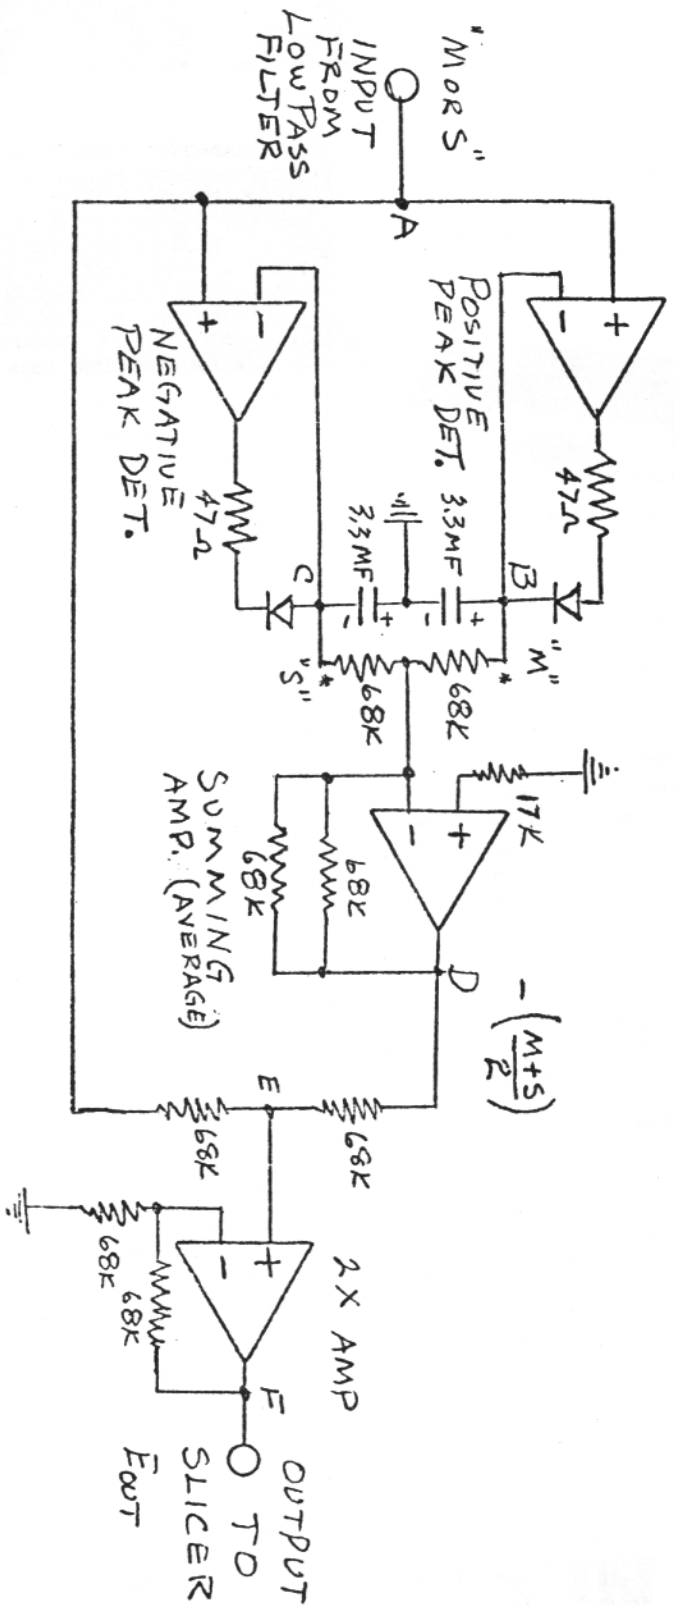 "M OR S"
INPUT
FROM
LOW PASS
FILTER
A
+
-
POSITIVE
PEAK DET.
47Ω
B
"M"
*
3.3MF
+
-
3.3MF
+
-
C
"S"
*
-
+
NEGATIVE
PEAK DET.
47Ω
68K
68K
17K
+
-
68K
68K
SUMMING
AMP. (AVERAGE)
D
-(M+S/2)
68K
E
68K
2X AMP
+
-
68K
68K
F
OUTPUT
TO
SLICER
EOUT